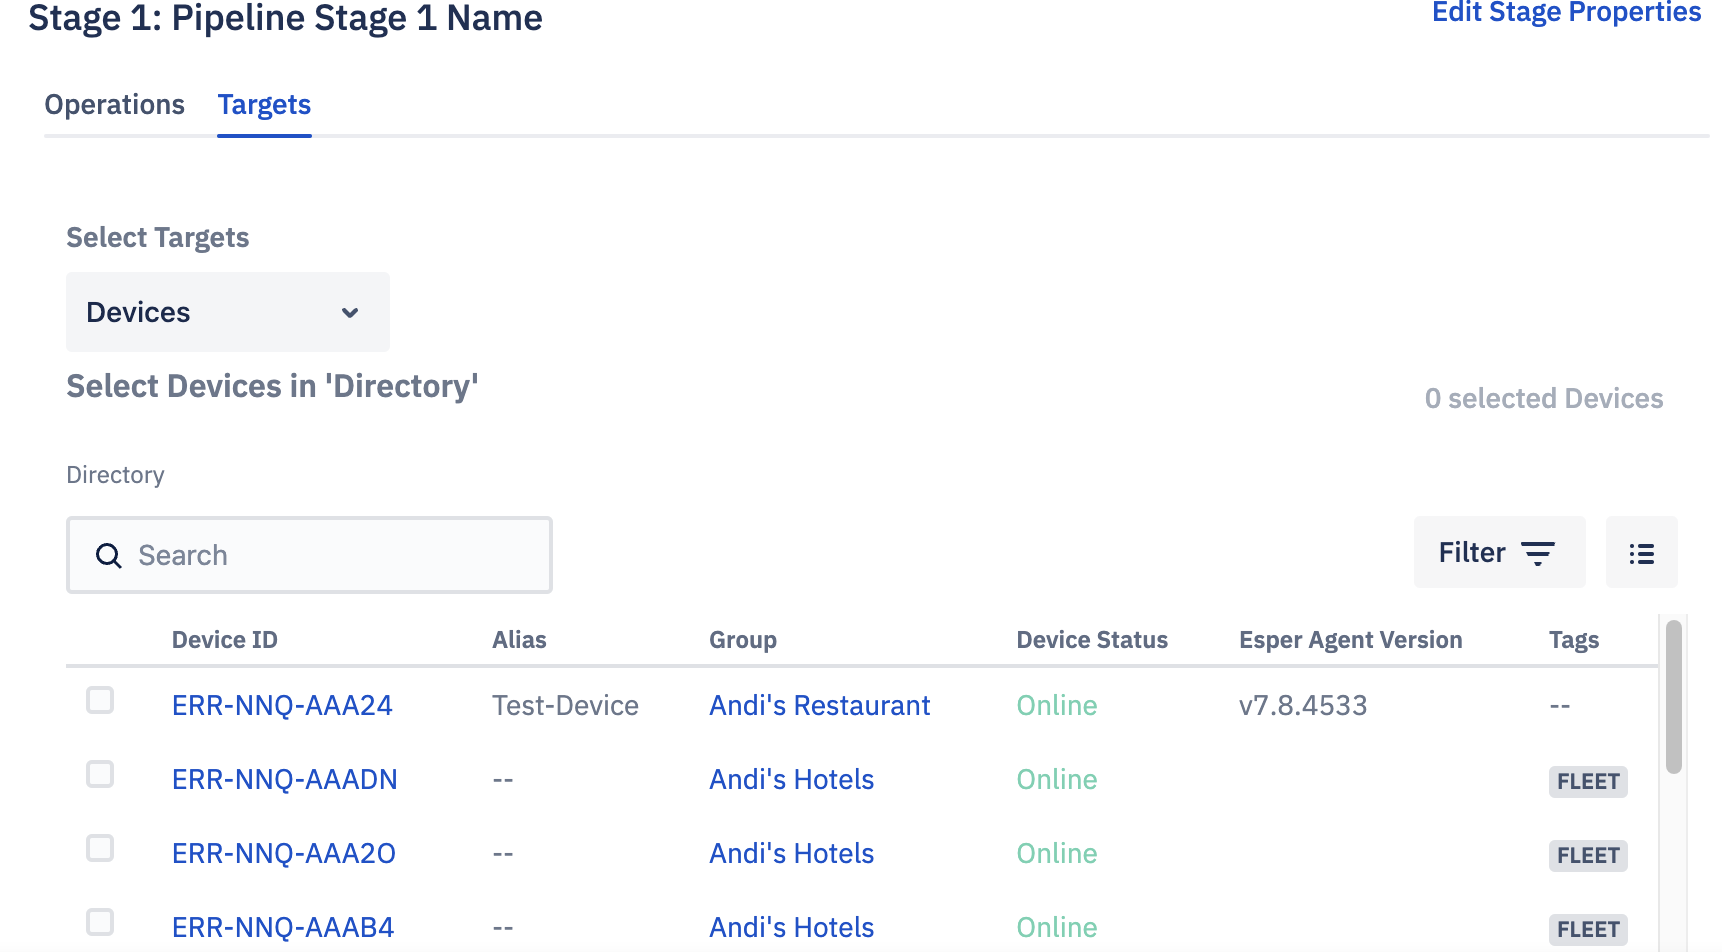 Stage 1: Pipeline Stage 1 Name
Edit Stage Properties
Operations Targets
Select Targets
Devices
Select Devices in 'Directory'
0 selected Devices
Directory
Search
Filter
Device ID Alias Group Device Status Esper Agent Version Tags
ERR-NNQ-AAA24 Test-Device Andi's Restaurant Online v7.8.4533 --
ERR-NNQ-AAADN -- Andi's Hotels Online FLEET
ERR-NNQ-AAA2O -- Andi's Hotels Online FLEET
ERR-NNQ-AAAB4 -- Andi's Hotels Online FLEET